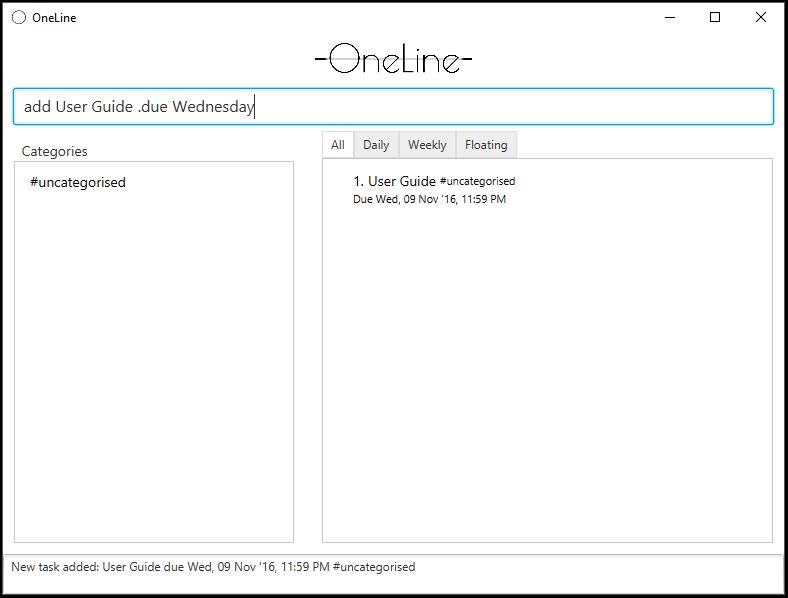 OneLine
-OneLine-
add User Guide .due Wednesday
Categories
#uncategorised
All Daily Weekly Floating
1. User Guide #uncategorised
Due Wed, 09 Nov '16, 11:59 PM
New task added: User Guide due Wed, 09 Nov '16, 11:59 PM #uncategorised